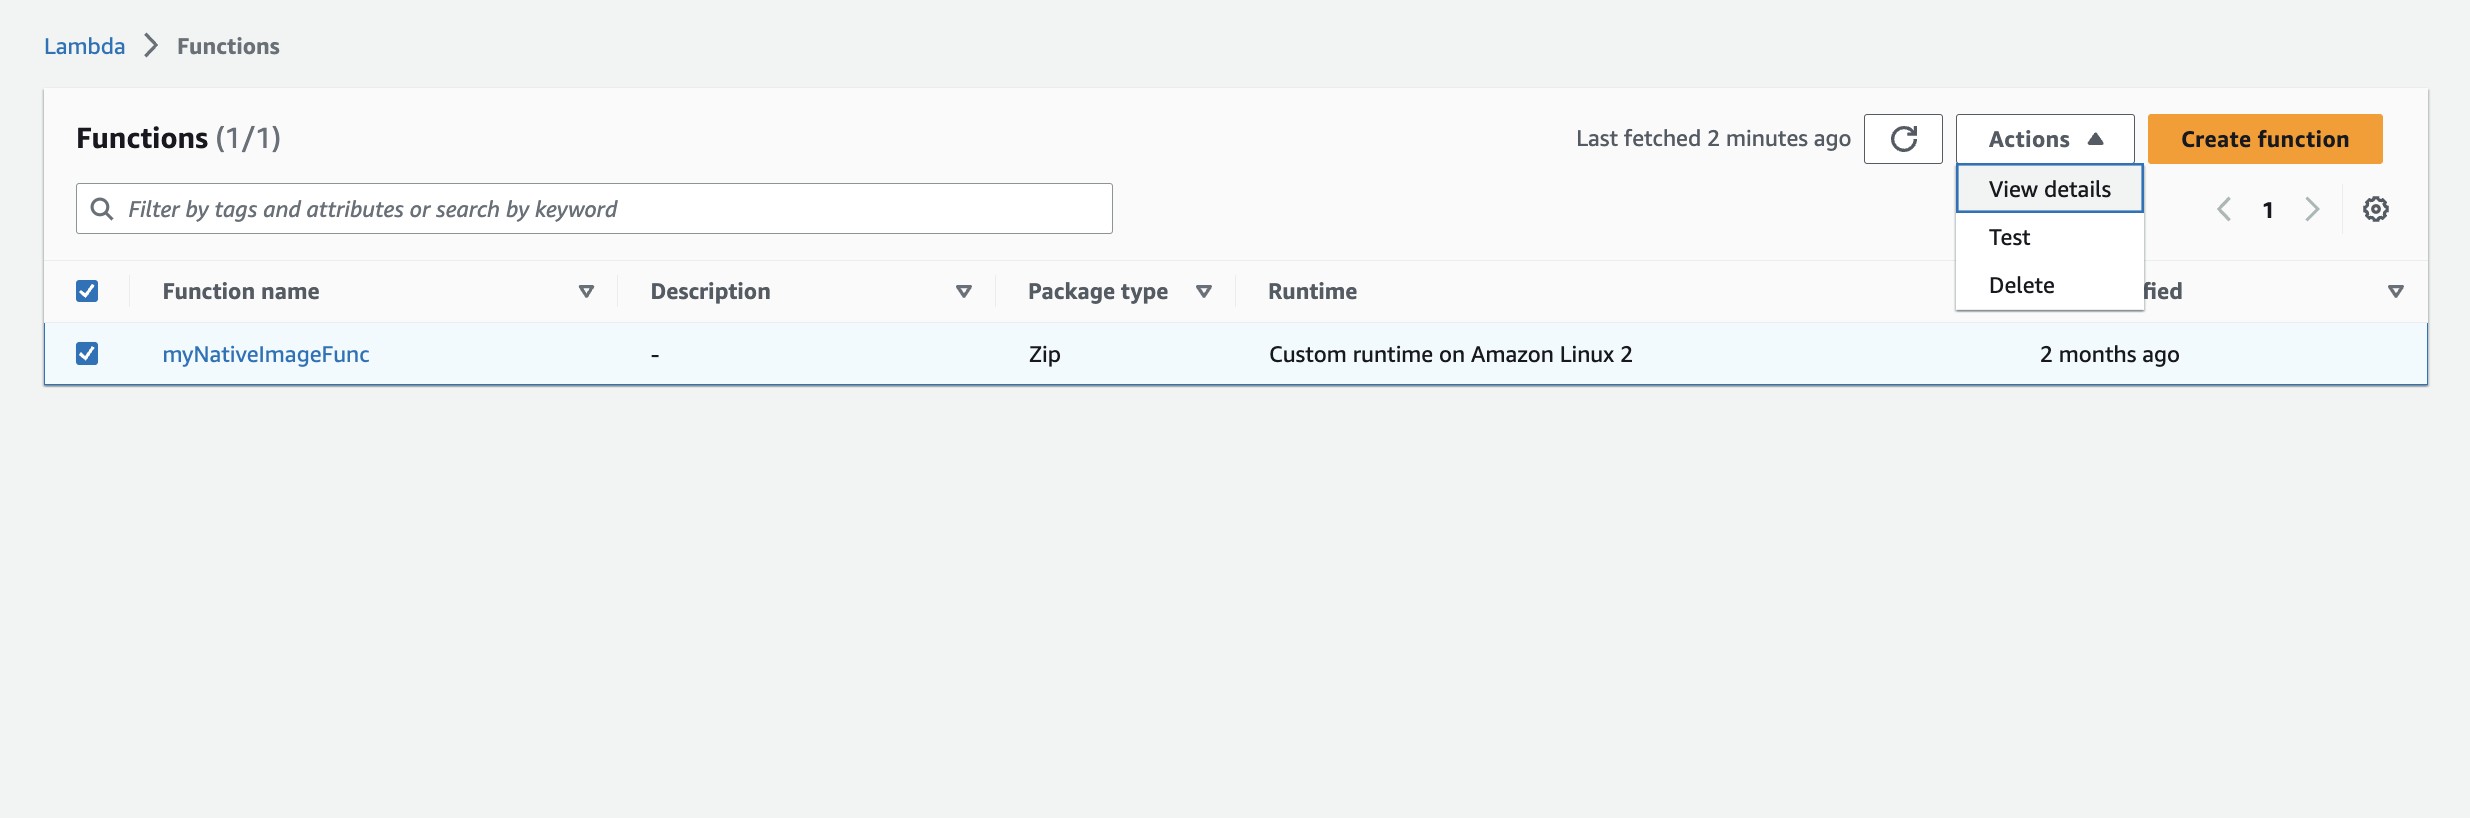 Lambda Functions
Functions (1/1)
Last fetched 2 minutes ago
Actions
Create function
Filter by tags and attributes or search by keyword
View details
Test
Delete
1
Function name Description Package type Runtime fied
myNativeImageFunc - Zip Custom runtime on Amazon Linux 2 2 months ago